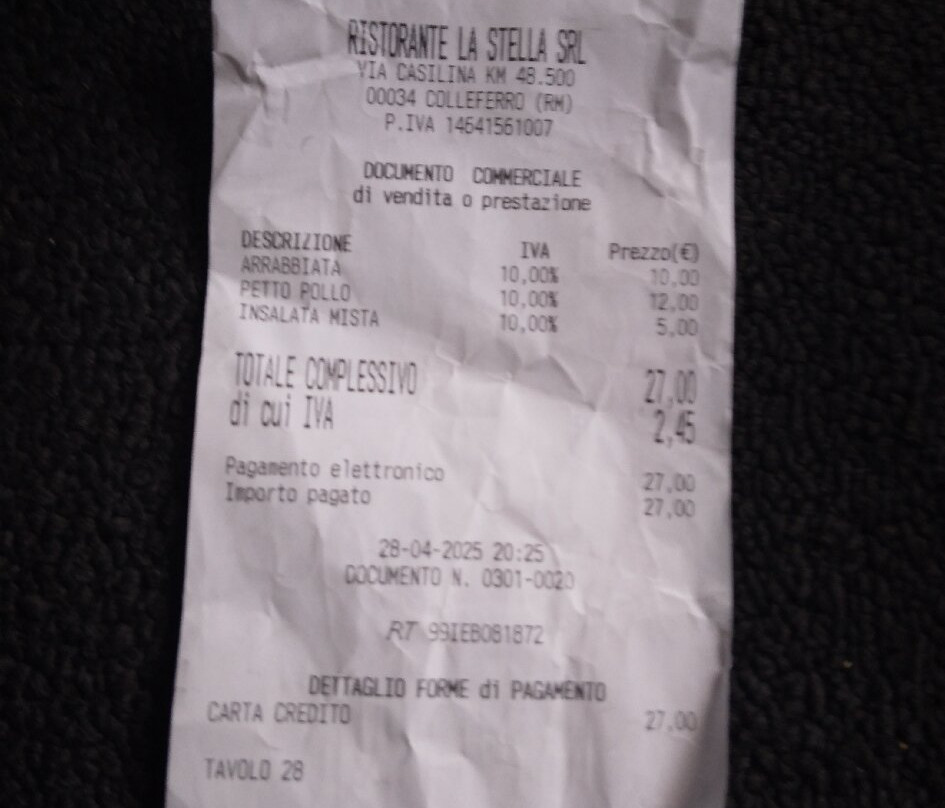 RISTORANTE LA STELLA SRL
VIA CASILINA KM 48.500
00034 COLLEFERRO (RM)
P.IVA 14641561007
DOCUMENTO COMMERCIALE
di vendita o prestazione
DESCRIZIONE IVA Prezzo(€)
ARRABBIATA 10,00% 10,00
PETTO POLLO 10,00% 12,00
INSALATA MISTA 10,00% 5,00
TOTALE COMPLESSIVO 27,00
di cui IVA 2,45
Pagamento elettronico 27,00
Importo pagato 27,00
28-04-2025 20:25
DOCUMENTO N. 0301-0020
RT 99IEB081872
DETTAGLIO FORME di PAGAMENTO
CARTA CREDITO 27,00
TAVOLO 28